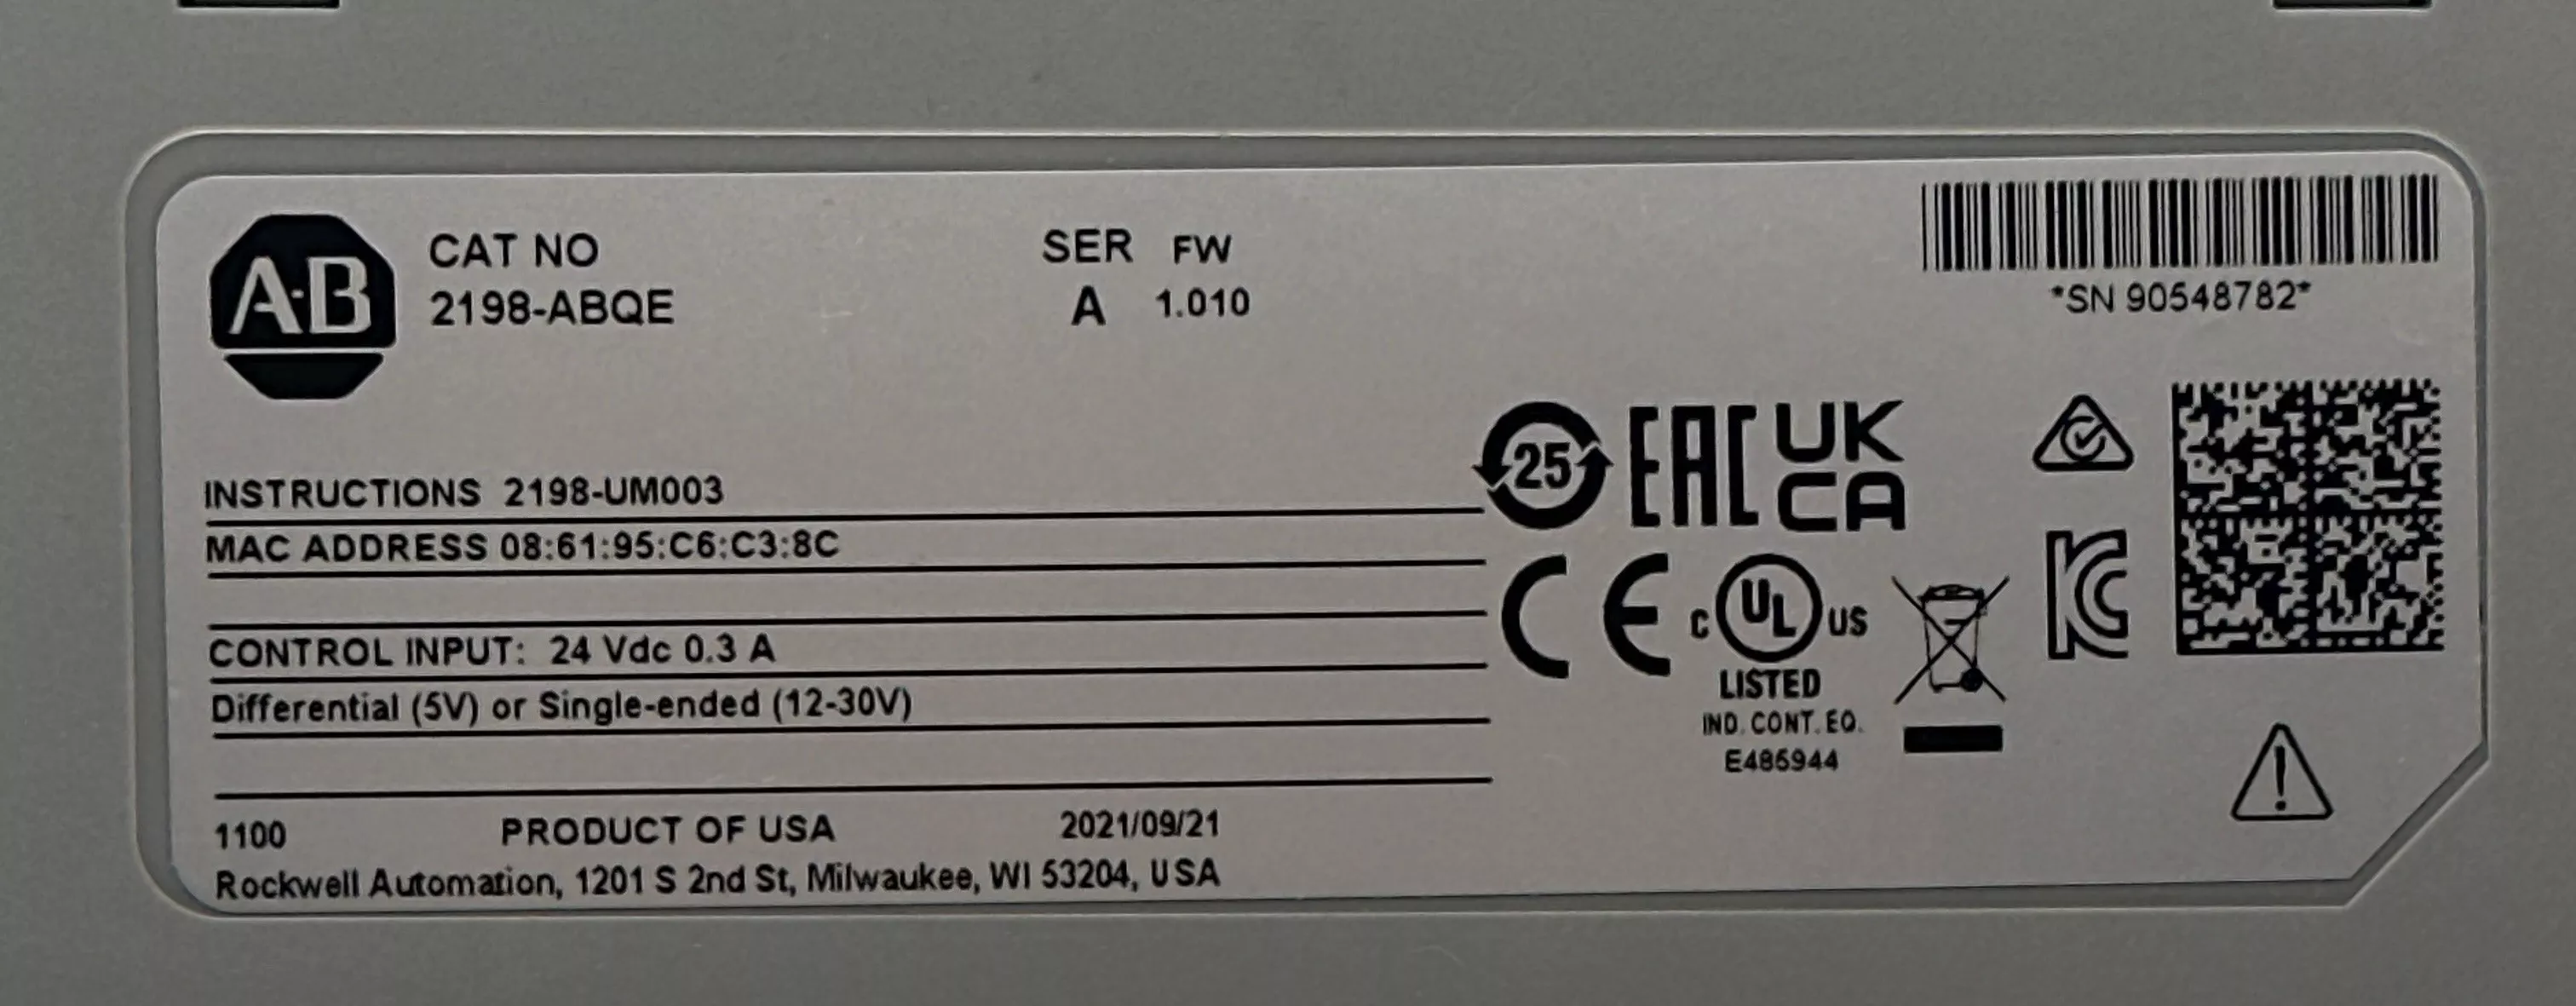 A-B
CAT NO
2198-ABQE
SER FW
A 1.010
*SN 90548782*
INSTRUCTIONS 2198-UM003
MAC ADDRESS 08:61:95:C6:C3:8C
CONTROL INPUT: 24 Vdc 0.3 A
Differential (5V) or Single-ended (12-30V)
1100 PRODUCT OF USA 2021/09/21
Rockwell Automation, 1201 S 2nd St, Milwaukee, WI 53204, USA
25 EAC UK
CA
CE C UL US
LISTED
IND. CONT. EQ.
E485944
KC